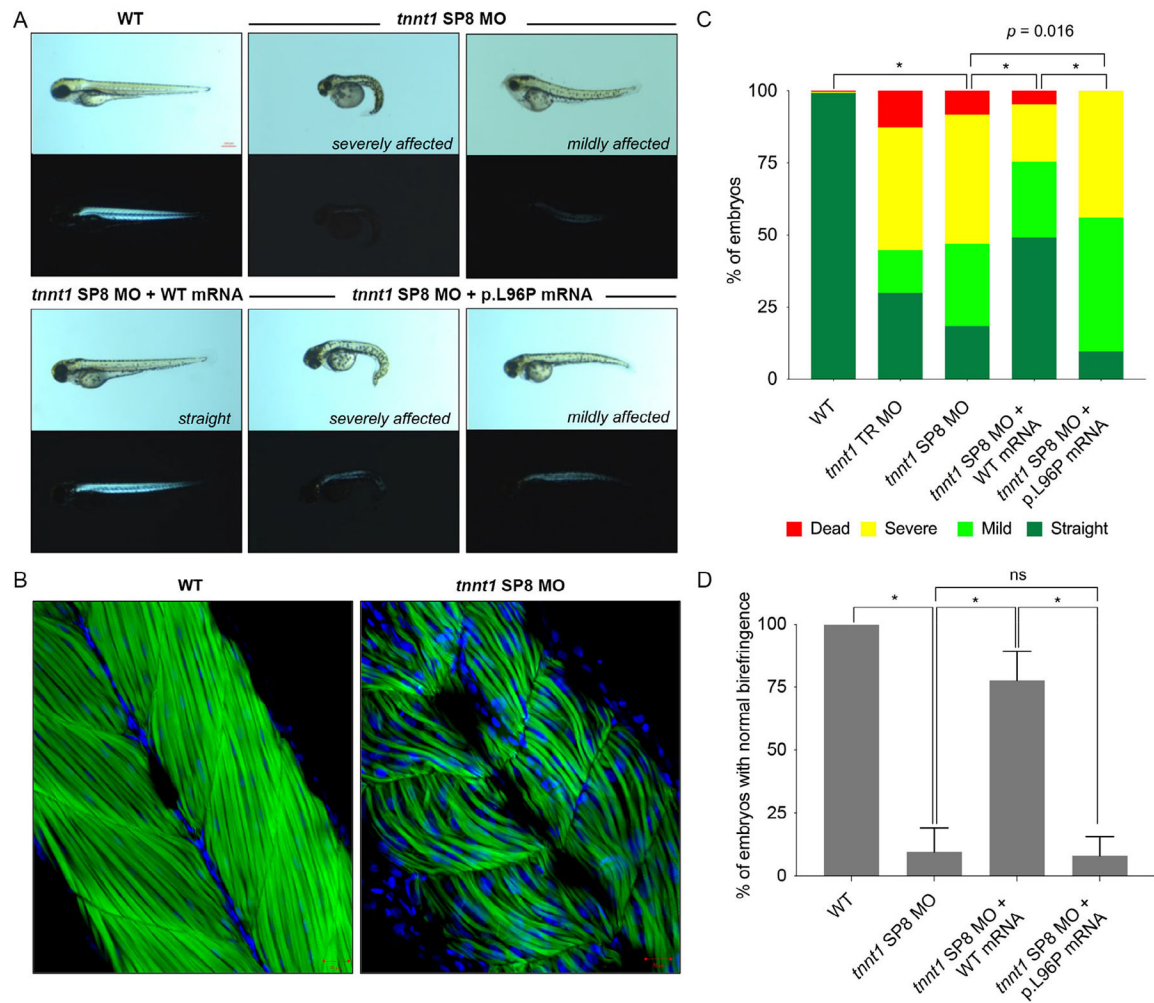 A
WT
tnnt1 SP8 MO
severely affected
mildly affected
tnnt1 SP8 MO + WT mRNA
tnnt1 SP8 MO + p.L96P mRNA
straight
severely affected
mildly affected
B
WT
tnnt1 SP8 MO
C
p = 0.016
* * *
% of embryos
100
75
50
25
0
WT
tnnt1 TR MO
tnnt1 SP8 MO
tnnt1 SP8 MO +
WT mRNA
tnnt1 SP8 MO +
p.L96P mRNA
Dead Severe Mild Straight
D
ns
* * *
% of embryos with normal birefringence
100
75
50
25
0
WT
tnnt1 SP8 MO
tnnt1 SP8 MO +
WT mRNA
tnnt1 SP8 MO +
p.L96P mRNA